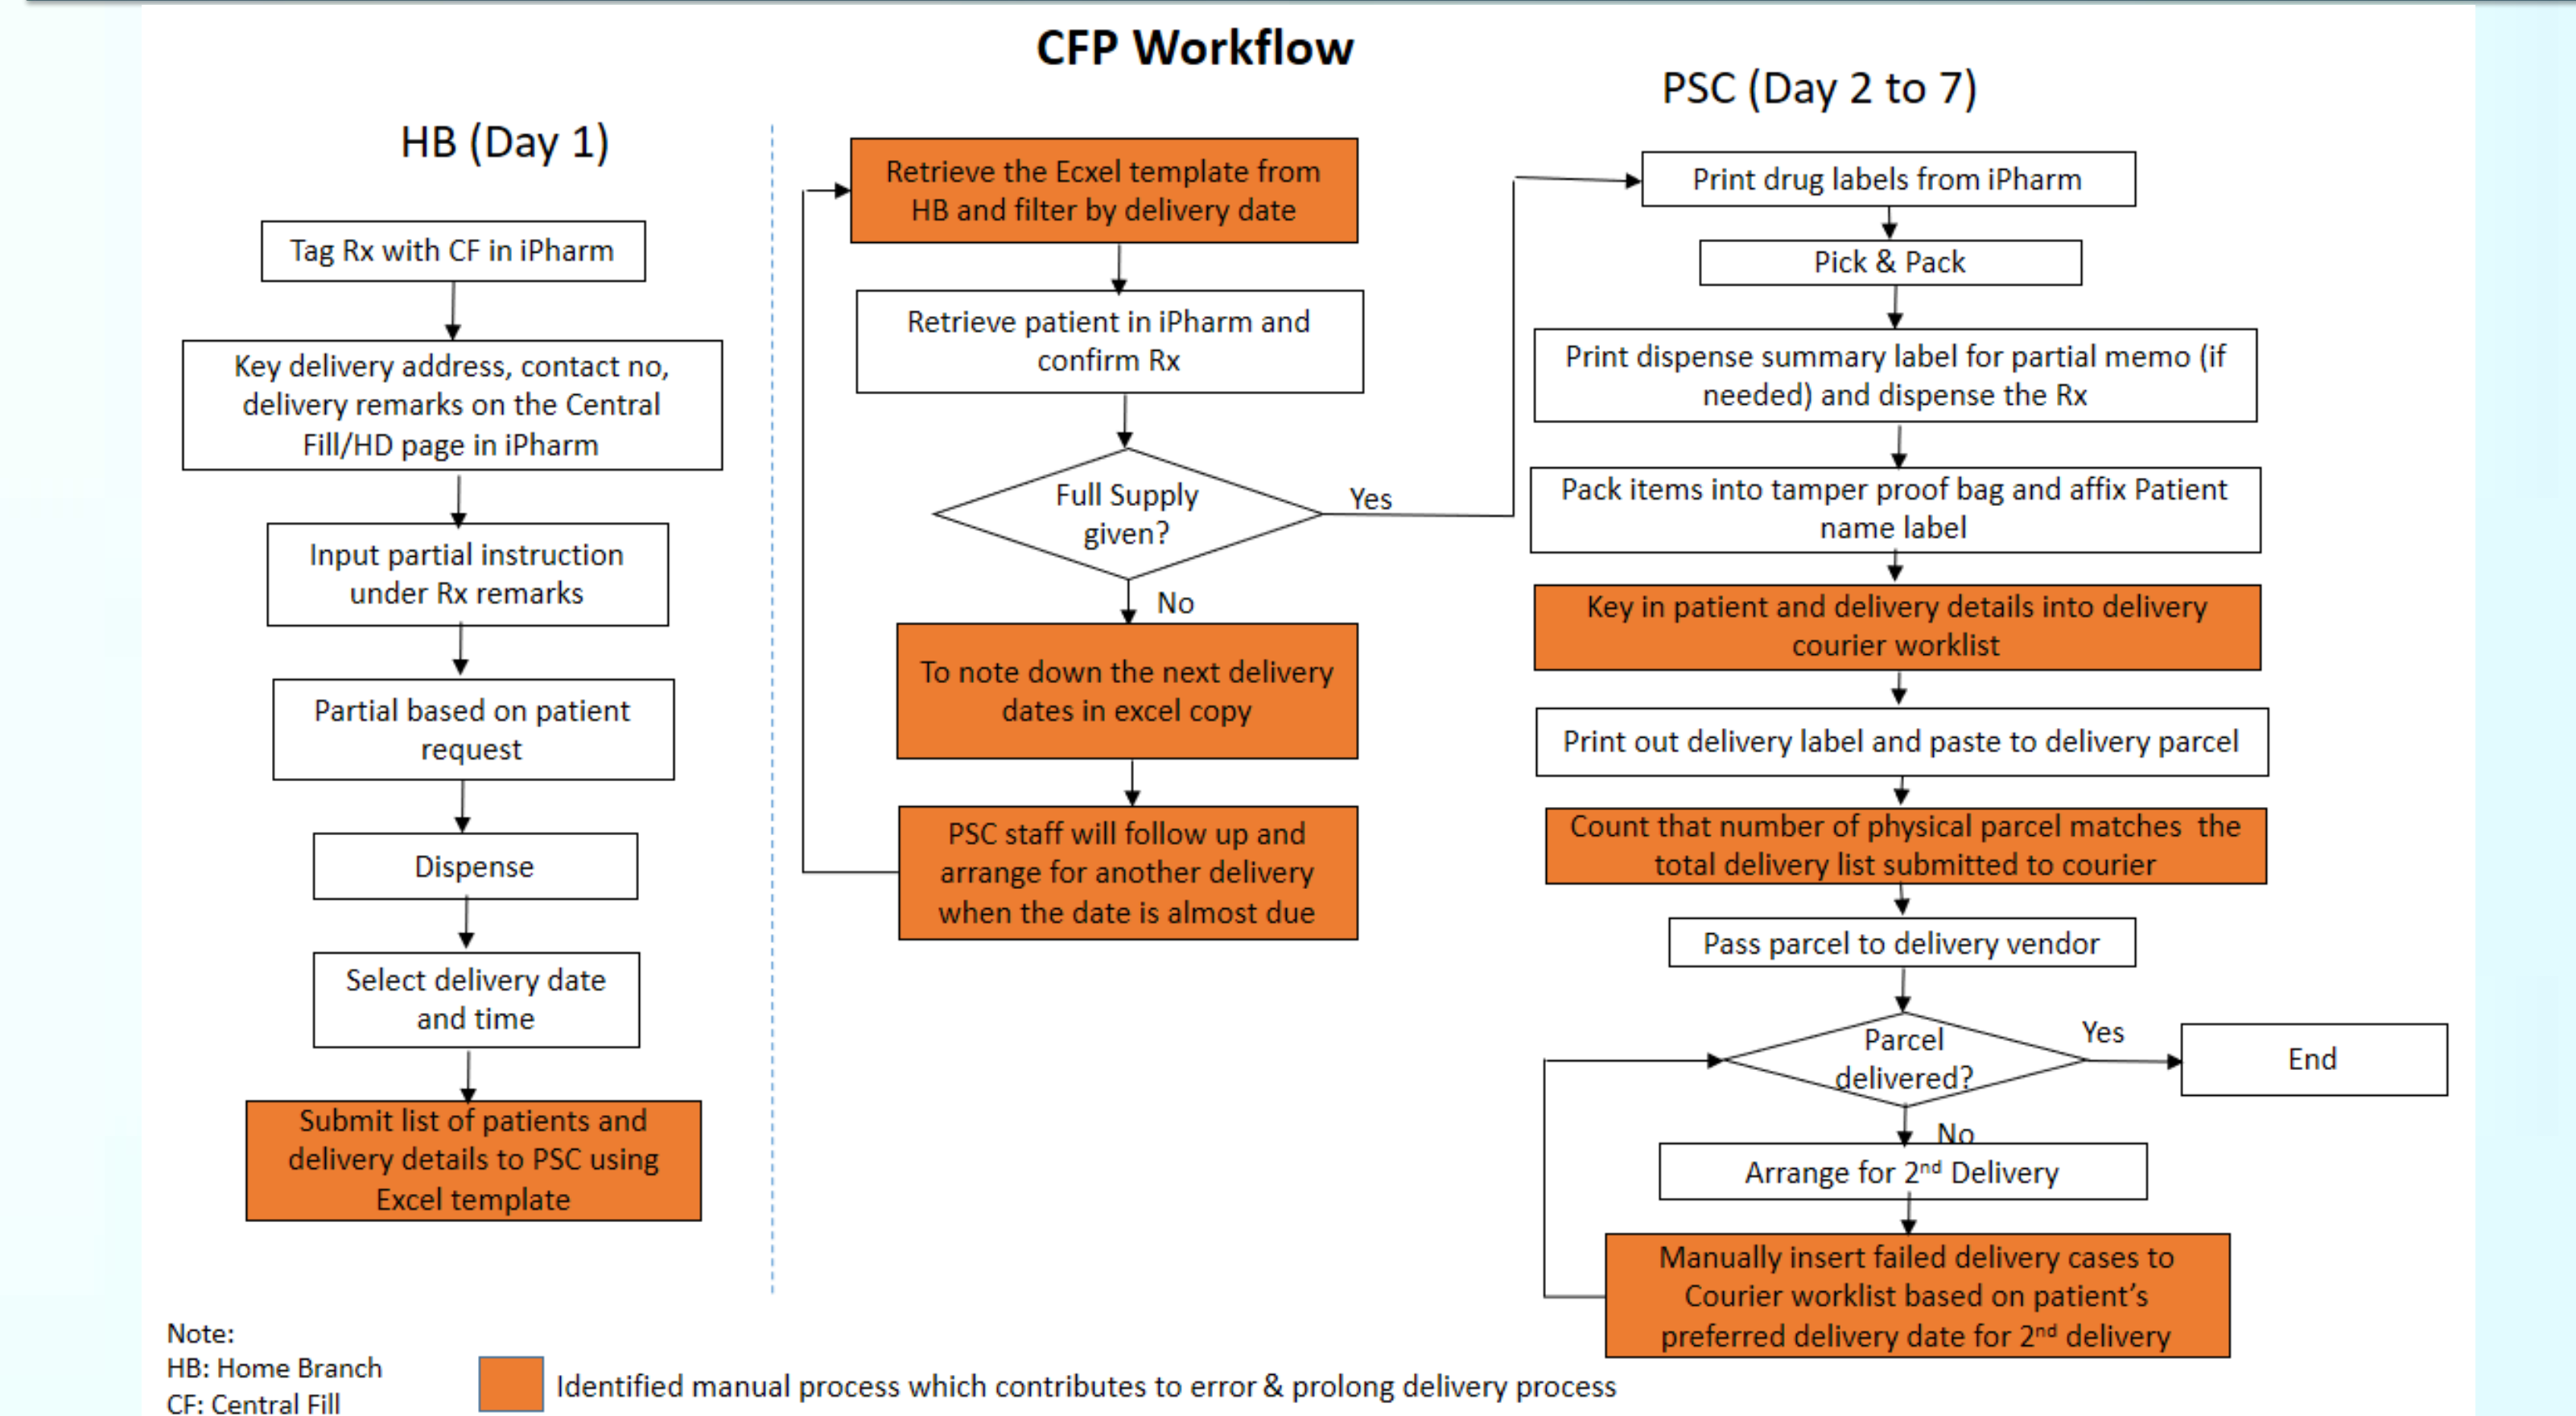 CFP Workflow
HB (Day 1)
Tag Rx with CF in iPharm
Key delivery address, contact no,
delivery remarks on the Central
Fill/HD page in iPharm
Input partial instruction
under Rx remarks
Partial based on patient
request
Dispense
Select delivery date
and time
Submit list of patients and
delivery details to PSC using
Excel template
PSC (Day 2 to 7)
Retrieve the Ecxel template from
HB and filter by delivery date
Retrieve patient in iPharm and
confirm Rx
Full Supply
given?
Yes
No
To note down the next delivery
dates in excel copy
PSC staff will follow up and
arrange for another delivery
when the date is almost due
Print drug labels from iPharm
Pick & Pack
Print dispense summary label for partial memo (if
needed) and dispense the Rx
Pack items into tamper proof bag and affix Patient
name label
Key in patient and delivery details into delivery
courier worklist
Print out delivery label and paste to delivery parcel
Count that number of physical parcel matches the
total delivery list submitted to courier
Pass parcel to delivery vendor
Parcel
delivered?
Yes
End
No
Arrange for 2nd Delivery
Manually insert failed delivery cases to
Courier worklist based on patient’s
preferred delivery date for 2nd delivery
Note:
HB: Home Branch
CF: Central Fill
Identified manual process which contributes to error & prolong delivery process